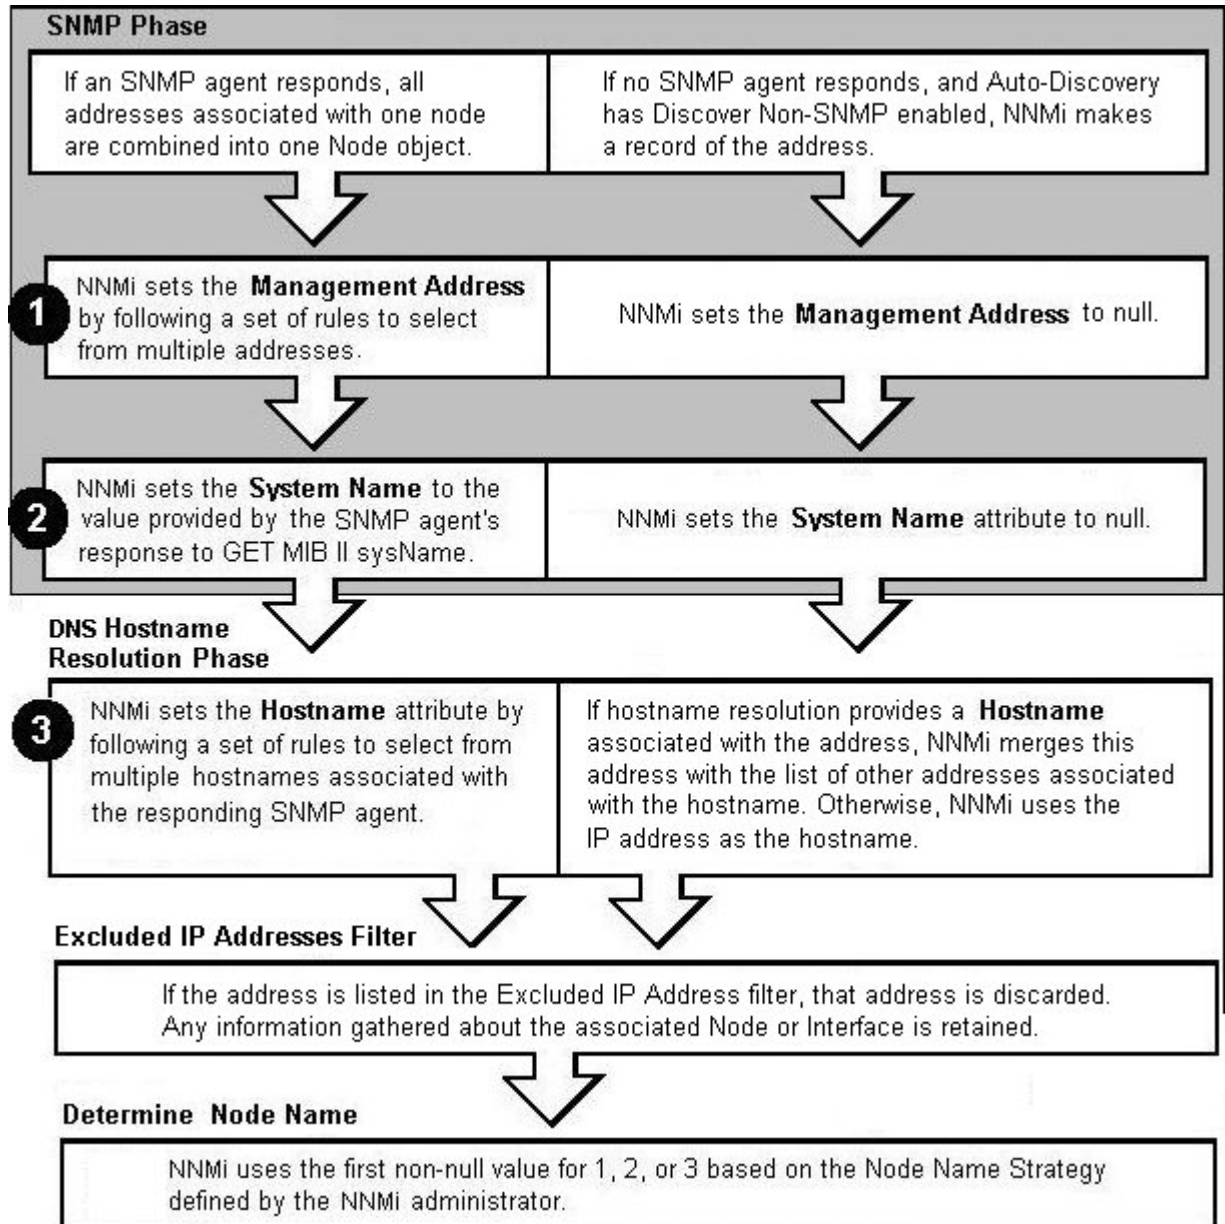 SNMP Phase
If an SNMP agent responds, all
addresses associated with one node
are combined into one Node object.
If no SNMP agent responds, and Auto-Discovery
has Discover Non-SNMP enabled, NNMi makes
a record of the address.
1
NNMi sets the Management Address
by following a set of rules to select
from multiple addresses.
NNMi sets the Management Address to null.
2
NNMi sets the System Name to the
value provided by the SNMP agent's
response to GET MIB II sysName.
NNMi sets the System Name attribute to null.
DNS Hostname
Resolution Phase
3
NNMi sets the Hostname attribute by
following a set of rules to select from
multiple hostnames associated with
the responding SNMP agent.
If hostname resolution provides a Hostname
associated with the address, NNMi merges this
address with the list of other addresses associated
with the hostname. Otherwise, NNMi uses the
IP address as the hostname.
Excluded IP Addresses Filter
If the address is listed in the Excluded IP Address filter, that address is discarded.
Any information gathered about the associated Node or Interface is retained.
Determine Node Name
NNMi uses the first non-null value for 1, 2, or 3 based on the Node Name Strategy
defined by the NNMi administrator.